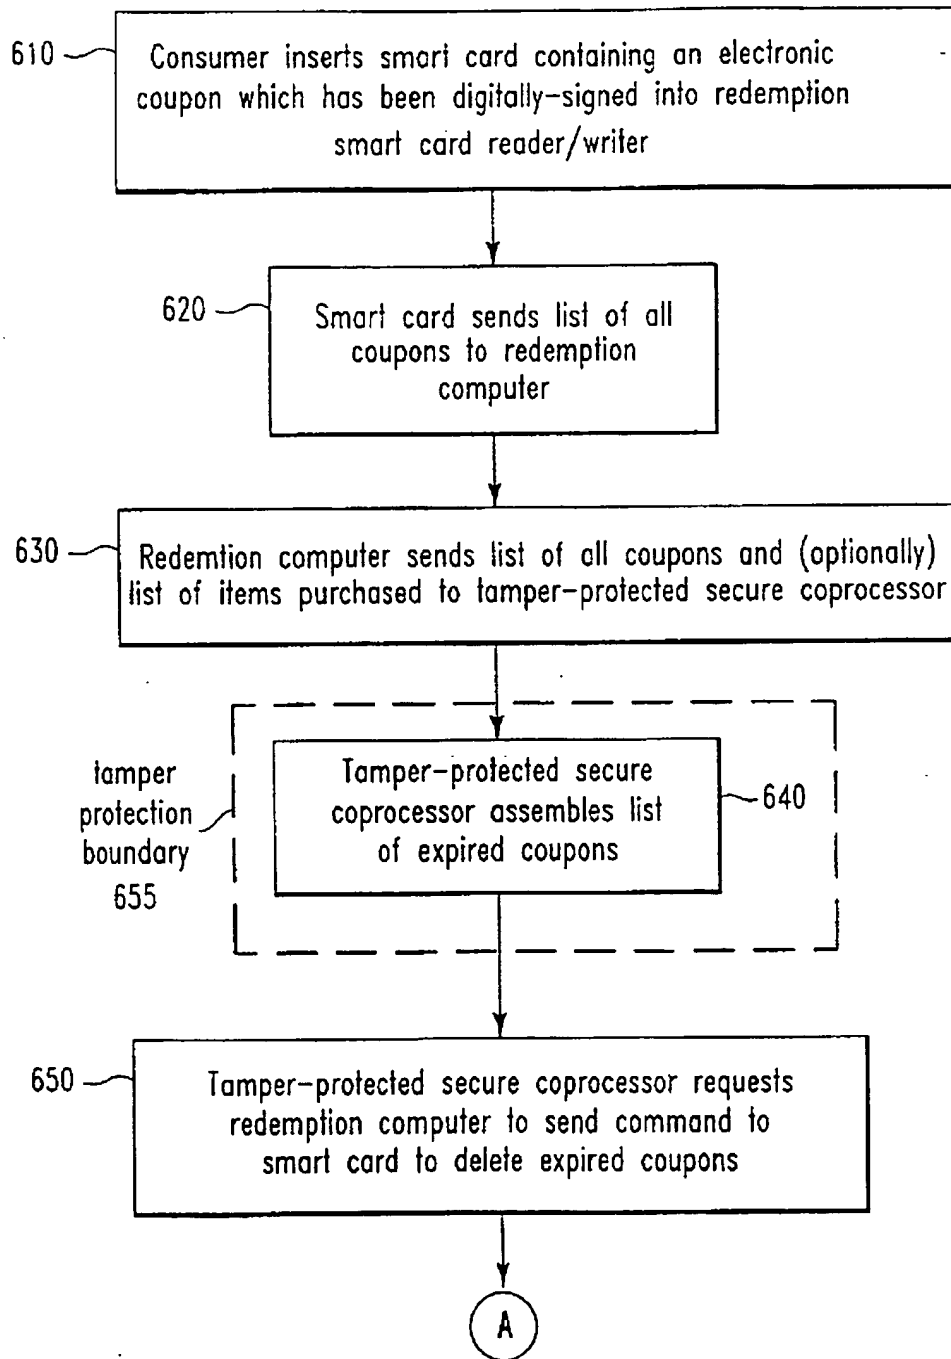 610
Consumer inserts smart card containing an electronic
coupon which has been digitally-signed into redemption
smart card reader/writer
620
Smart card sends list of all
coupons to redemption
computer
630
Redemtion computer sends list of all coupons and (optionally)
list of items purchased to tamper-protected secure coprocessor
tamper
protection
boundary
655
Tamper-protected secure
coprocessor assembles list
of expired coupons
640
650
Tamper-protected secure coprocessor requests
redemption computer to send command to
smart card to delete expired coupons
A